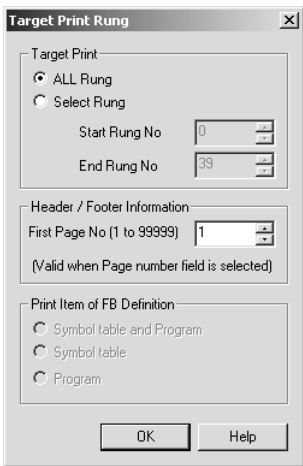 Target Print Rung
Target Print
ALL Rung
Select Rung
Start Rung No 0
End Rung No 39
Header / Footer Information
First Page No (1 to 99999) 1
(Valid when Page number field is selected)
Print Item of FB Definition
Symbol table and Program
Symbol table
Program
OK Help